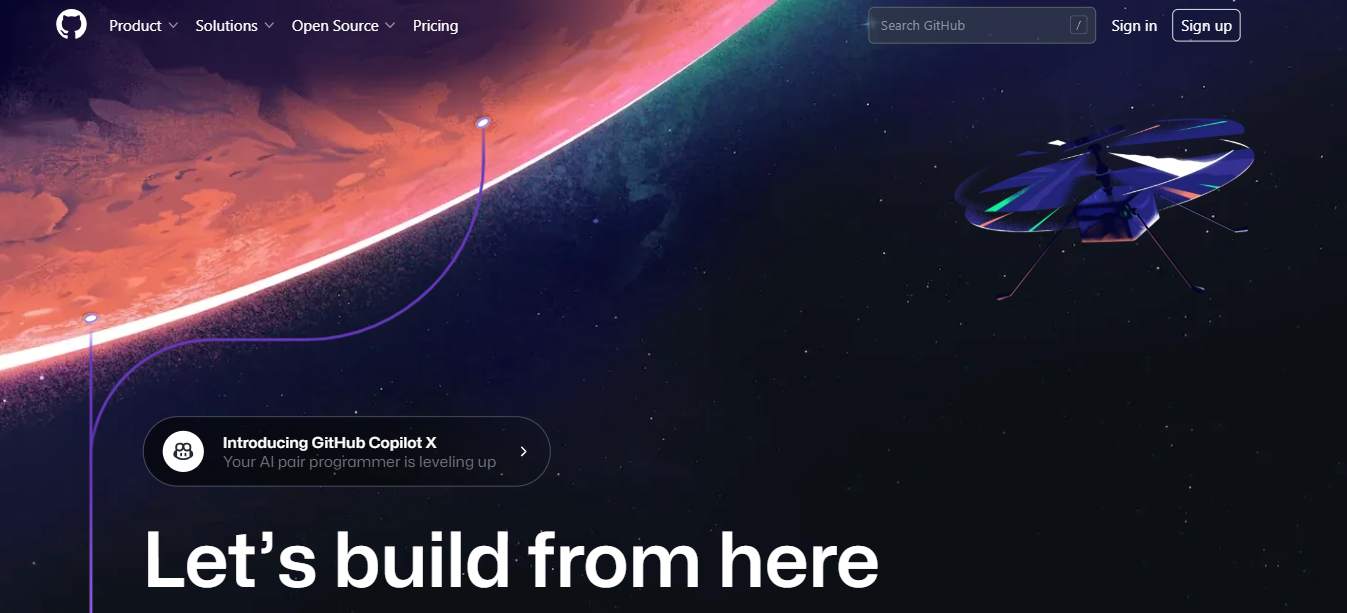 Product Solutions Open Source Pricing Search GitHub / Sign in Sign up
Introducing GitHub Copilot X
Your AI pair programmer is leveling up
Let’s build from here